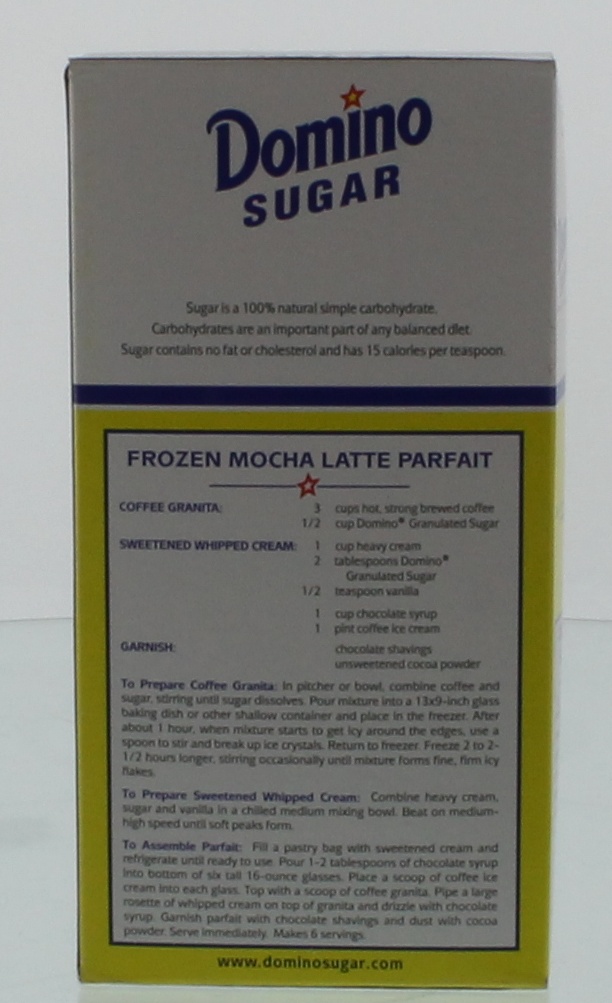 Domino
SUGAR
Sugar is a 100% natural simple carbohydrate.
Carbohydrates are an important part of any balanced diet.
Sugar contains no fat or cholesterol and has 15 calories per teaspoon.
FROZEN MOCHA LATTE PARFAIT
COFFEE GRANITA: 3 cups hot, strong brewed coffee
1/2 cup Domino® Granulated Sugar
SWEETENED WHIPPED CREAM: 1 cup heavy cream
2 tablespoons Domino®
Granulated Sugar
1/2 teaspoon vanilla
1 cup chocolate syrup
1 pint coffee ice cream
GARNISH: chocolate shavings
unsweetened cocoa powder
To Prepare Coffee Granita: In pitcher or bowl, combine coffee and
sugar, stirring until sugar dissolves. Pour mixture into a 13x9-inch glass
baking dish or other shallow container and place in the freezer. After
about 1 hour, when mixture starts to get icy around the edges, use a
spoon to stir and break up ice crystals. Return to freezer. Freeze 2 to 2-
1/2 hours longer, stirring occasionally until mixture forms fine, firm icy
flakes.
To Prepare Sweetened Whipped Cream: Combine heavy cream,
sugar and vanilla in a chilled medium mixing bowl. Beat on medium-
high speed until soft peaks form.
To Assemble Parfait: Fill a pastry bag with sweetened cream and
refrigerate until ready to use. Pour 1-2 tablespoons of chocolate syrup
into bottom of six tall 16-ounce glasses. Place a scoop of coffee ice
cream into each glass. Top with a scoop of coffee granita. Pipe a large
rosette of whipped cream on top of granita and drizzle with chocolate
syrup. Garnish parfait with chocolate shavings and dust with cocoa
powder. Serve immediately. Makes 6 servings.
www.dominosugar.com